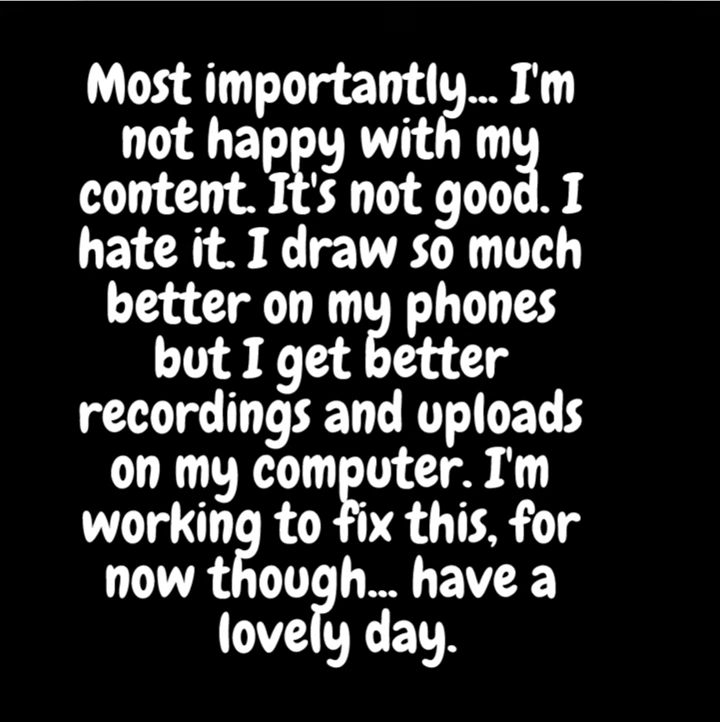 Most importantly... I'm
not happy with my
content. It's not good. I
hate it. I draw so much
better on my phones
but I get better
recordings and uploads
on my computer. I'm
working to fix this, for
now though... have a
lovely day.